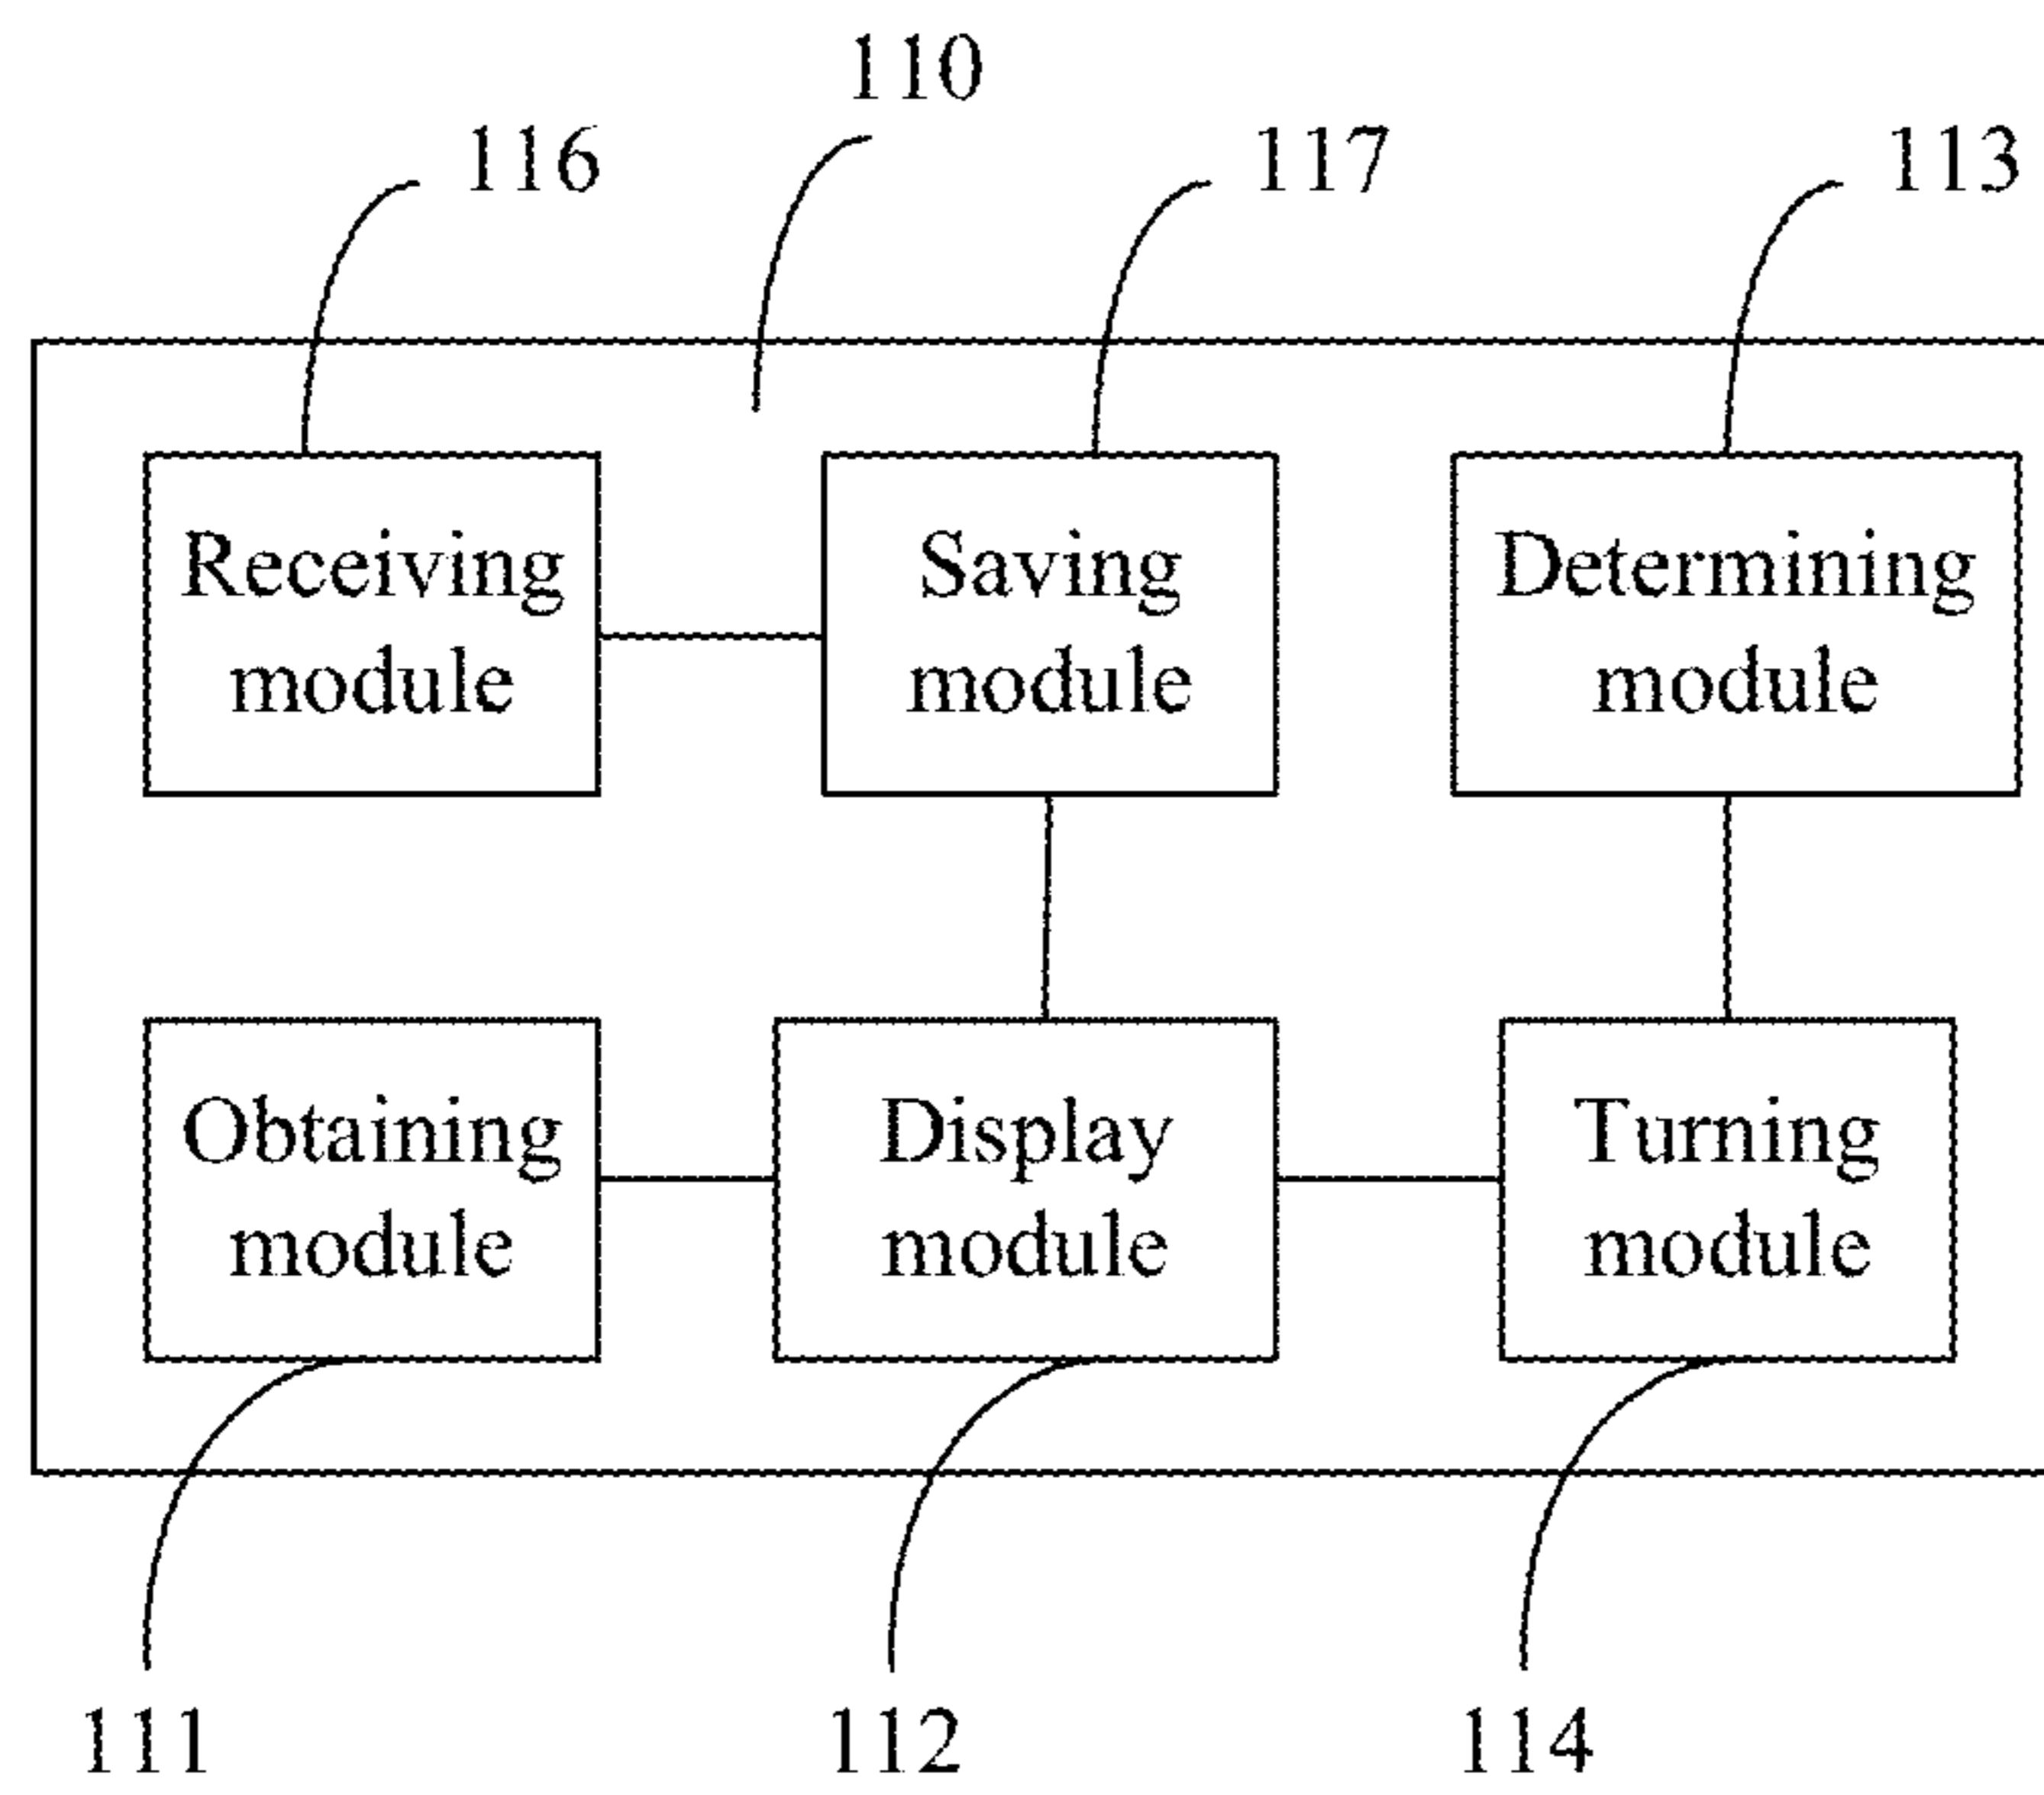 110
116
117
113
Receiving
module
Saving
module
Determining
module
Obtaining
module
Display
module
Turning
module
111
112
114